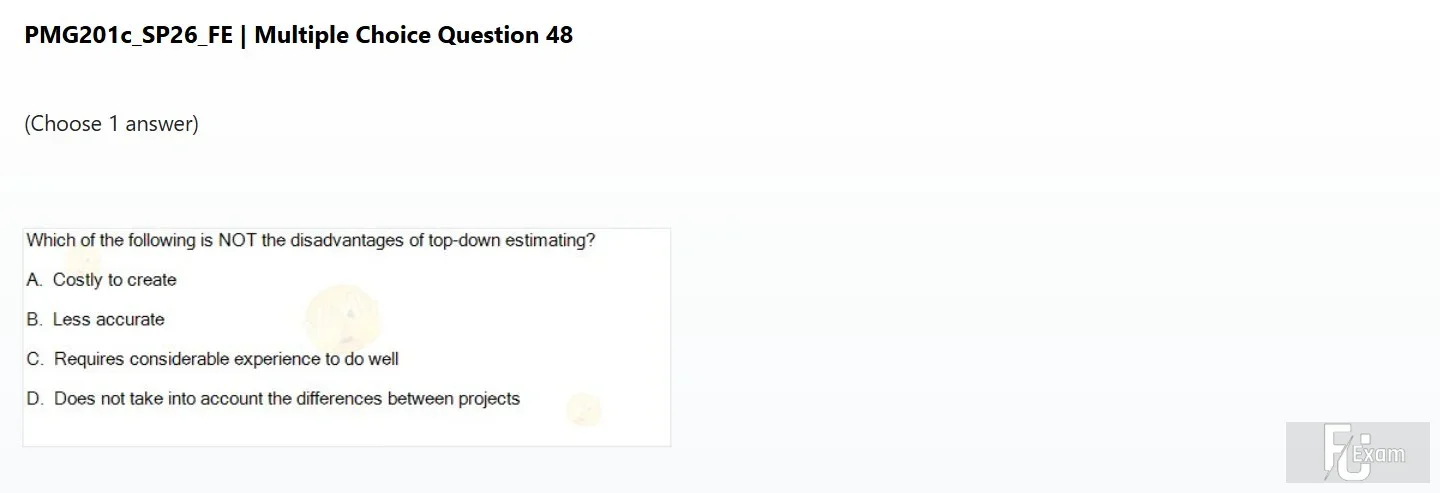 PMG201c_SP26_FE | Multiple Choice Question 48
(Choose 1 answer)
Which of the following is NOT the disadvantages of top-down estimating?
A. Costly to create
B. Less accurate
C. Requires considerable experience to do well
D. Does not take into account the differences between projects
FU Exam